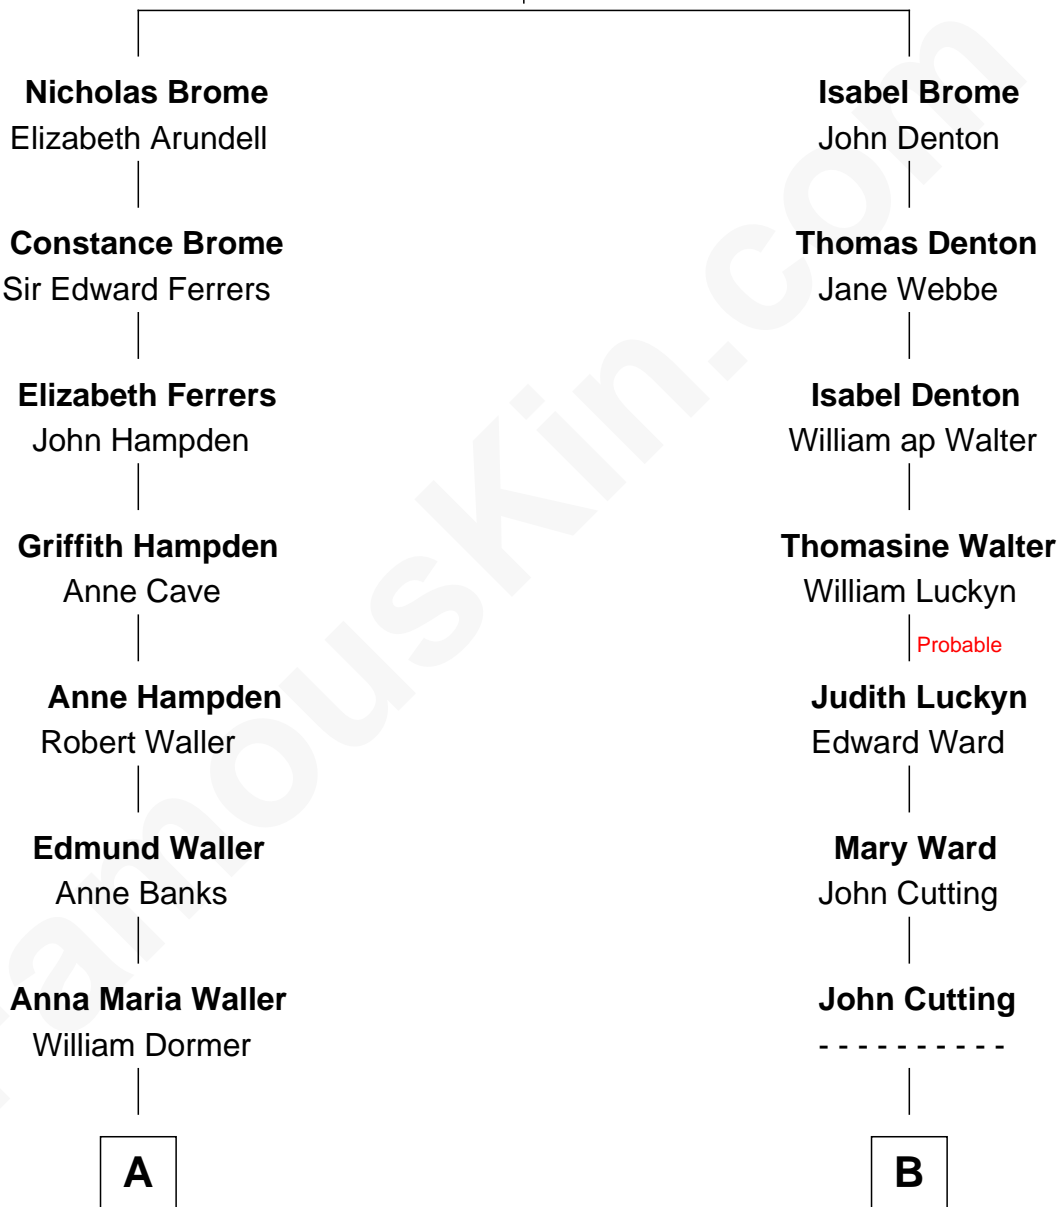 Nicholas Brome
Elizabeth Arundell
Constance Brome
Sir Edward Ferrers
Elizabeth Ferrers
John Hampden
Griffith Hampden
Anne Cave
Anne Hampden
Robert Waller
Edmund Waller
Anne Banks
Anna Maria Waller
William Dormer
A
Isabel Brome
John Denton
Thomas Denton
Jane Webbe
Isabel Denton
William ap Walter
Thomasine Walter
William Luckyn
Probable
Judith Luckyn
Edward Ward
Mary Ward
John Cutting
John Cutting
- - - - - - - - - -
B
FamousKin.com